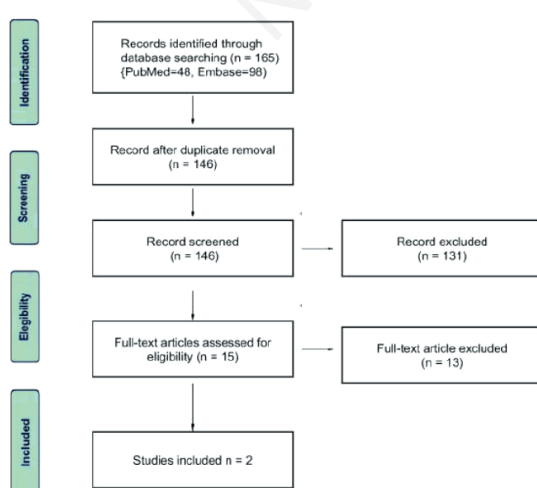 Identification
Records identified through
database searching (n = 165)
{PubMed=48, Embase=98)
Record after duplicate removal
(n = 146)
Screening
Record screened
(n = 146)
Record excluded
(n = 131)
Elegibility
Full-text articles assessed for
eligibility (n = 15)
Full-text article excluded
(n = 13)
Included
Studies included n = 2